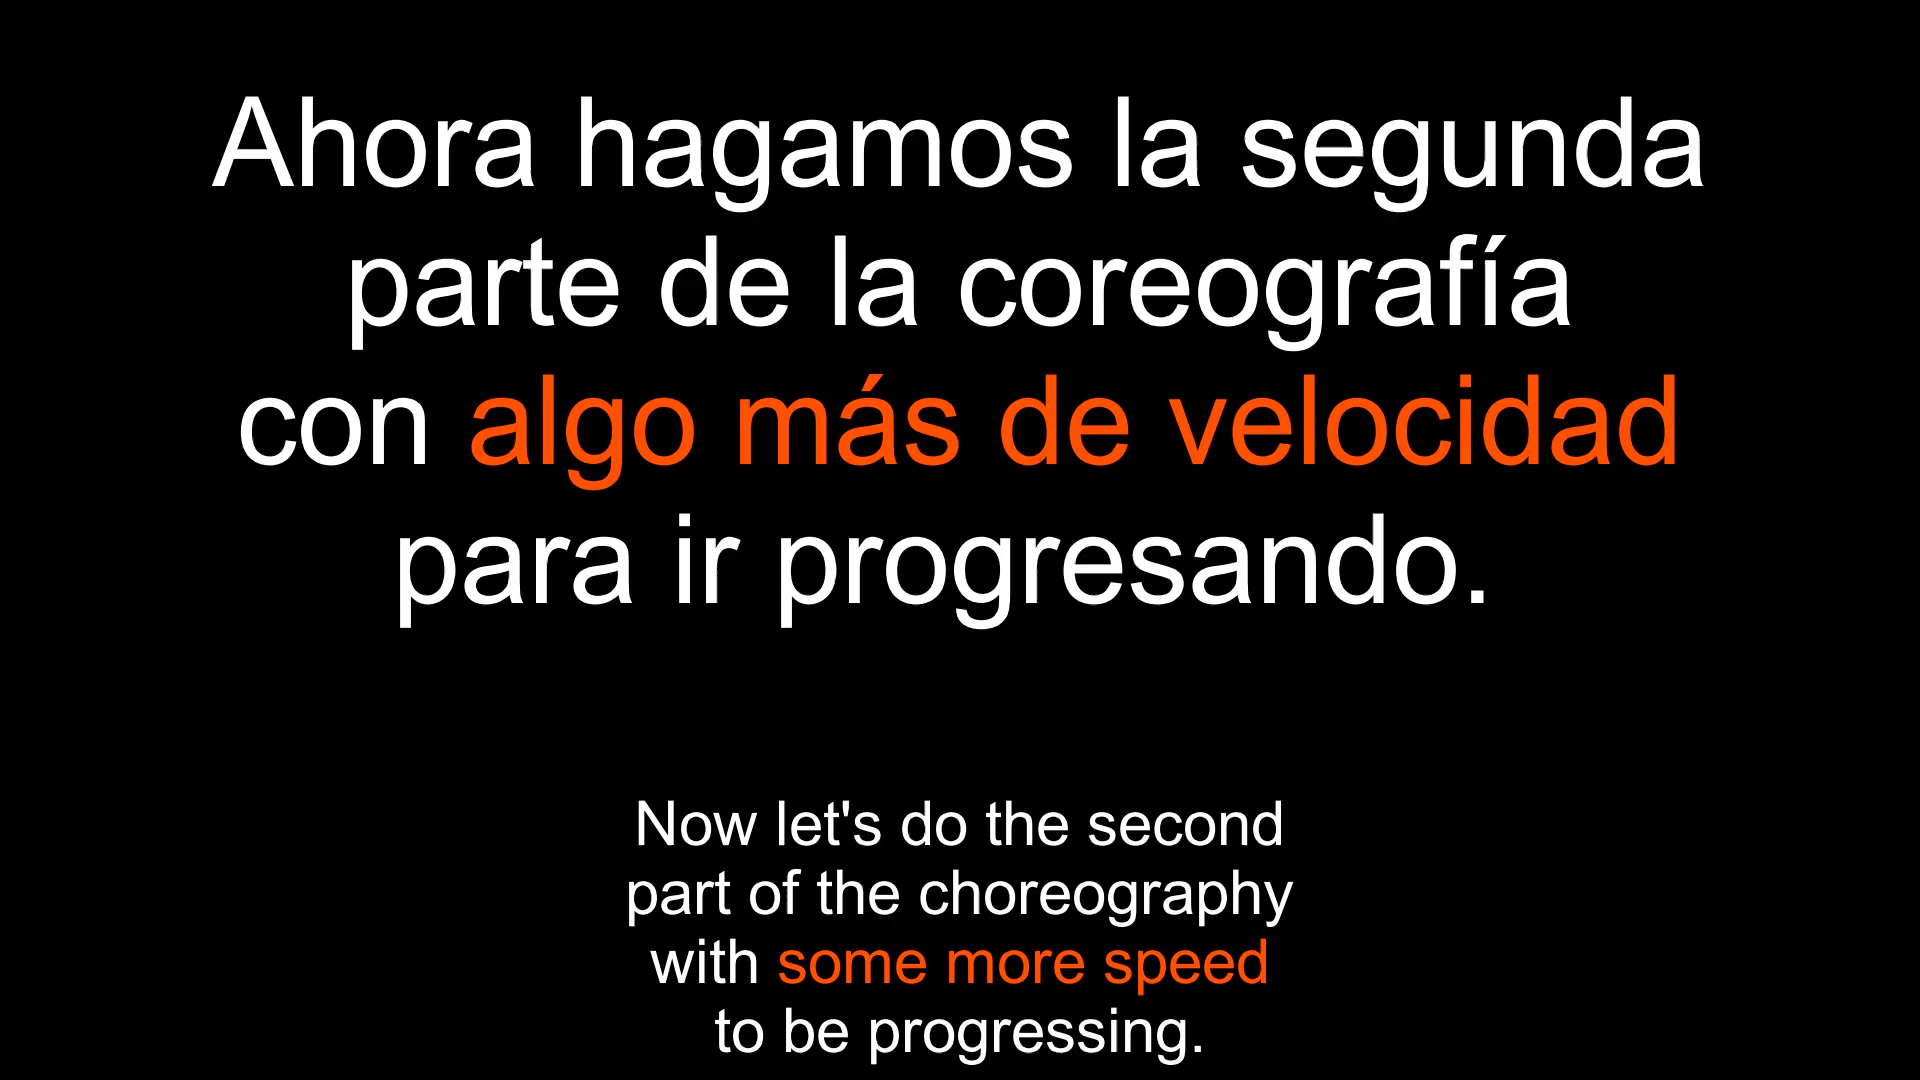 Ahora hagamos la segunda
parte de la coreografía
con algo más de velocidad
para ir progresando.
Now let's do the second
part of the choreography
with some more speed
to be progressing.